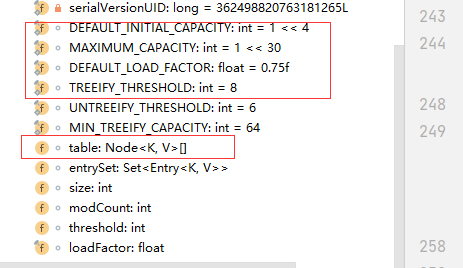 serialVersionUID: long = 362498820763181265L
DEFAULT_INITIAL_CAPACITY: int = 1 << 4
MAXIMUM_CAPACITY: int = 1 << 30
DEFAULT_LOAD_FACTOR: float = 0.75f
TREEIFY_THRESHOLD: int = 8
UNTREEIFY_THRESHOLD: int = 6
MIN_TREEIFY_CAPACITY: int = 64
table: Node<K, V>[]
entrySet: Set<Entry<K, V>>
size: int
modCount: int
threshold: int
loadFactor: float
243
244
248
249
258
260